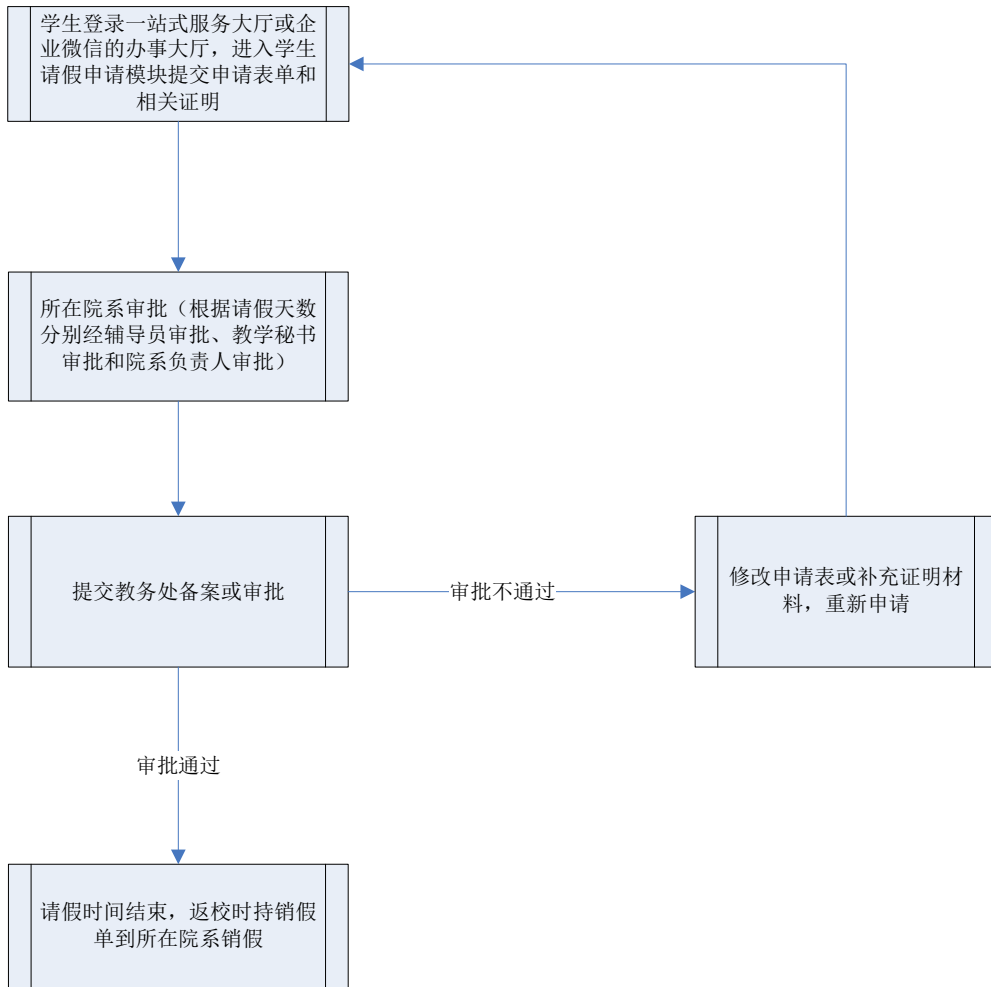 学生登录一站式服务大厅或企
业微信的办事大厅，进入学生
请假申请模块提交申请表单和
相关证明
所在院系审批（根据请假天数
分别经辅导员审批、教学秘书
审批和院系负责人审批）
提交教务处备案或审批
审批不通过
修改申请表或补充证明材
料，重新申请
审批通过
请假时间结束，返校时持销假
单到所在院系销假